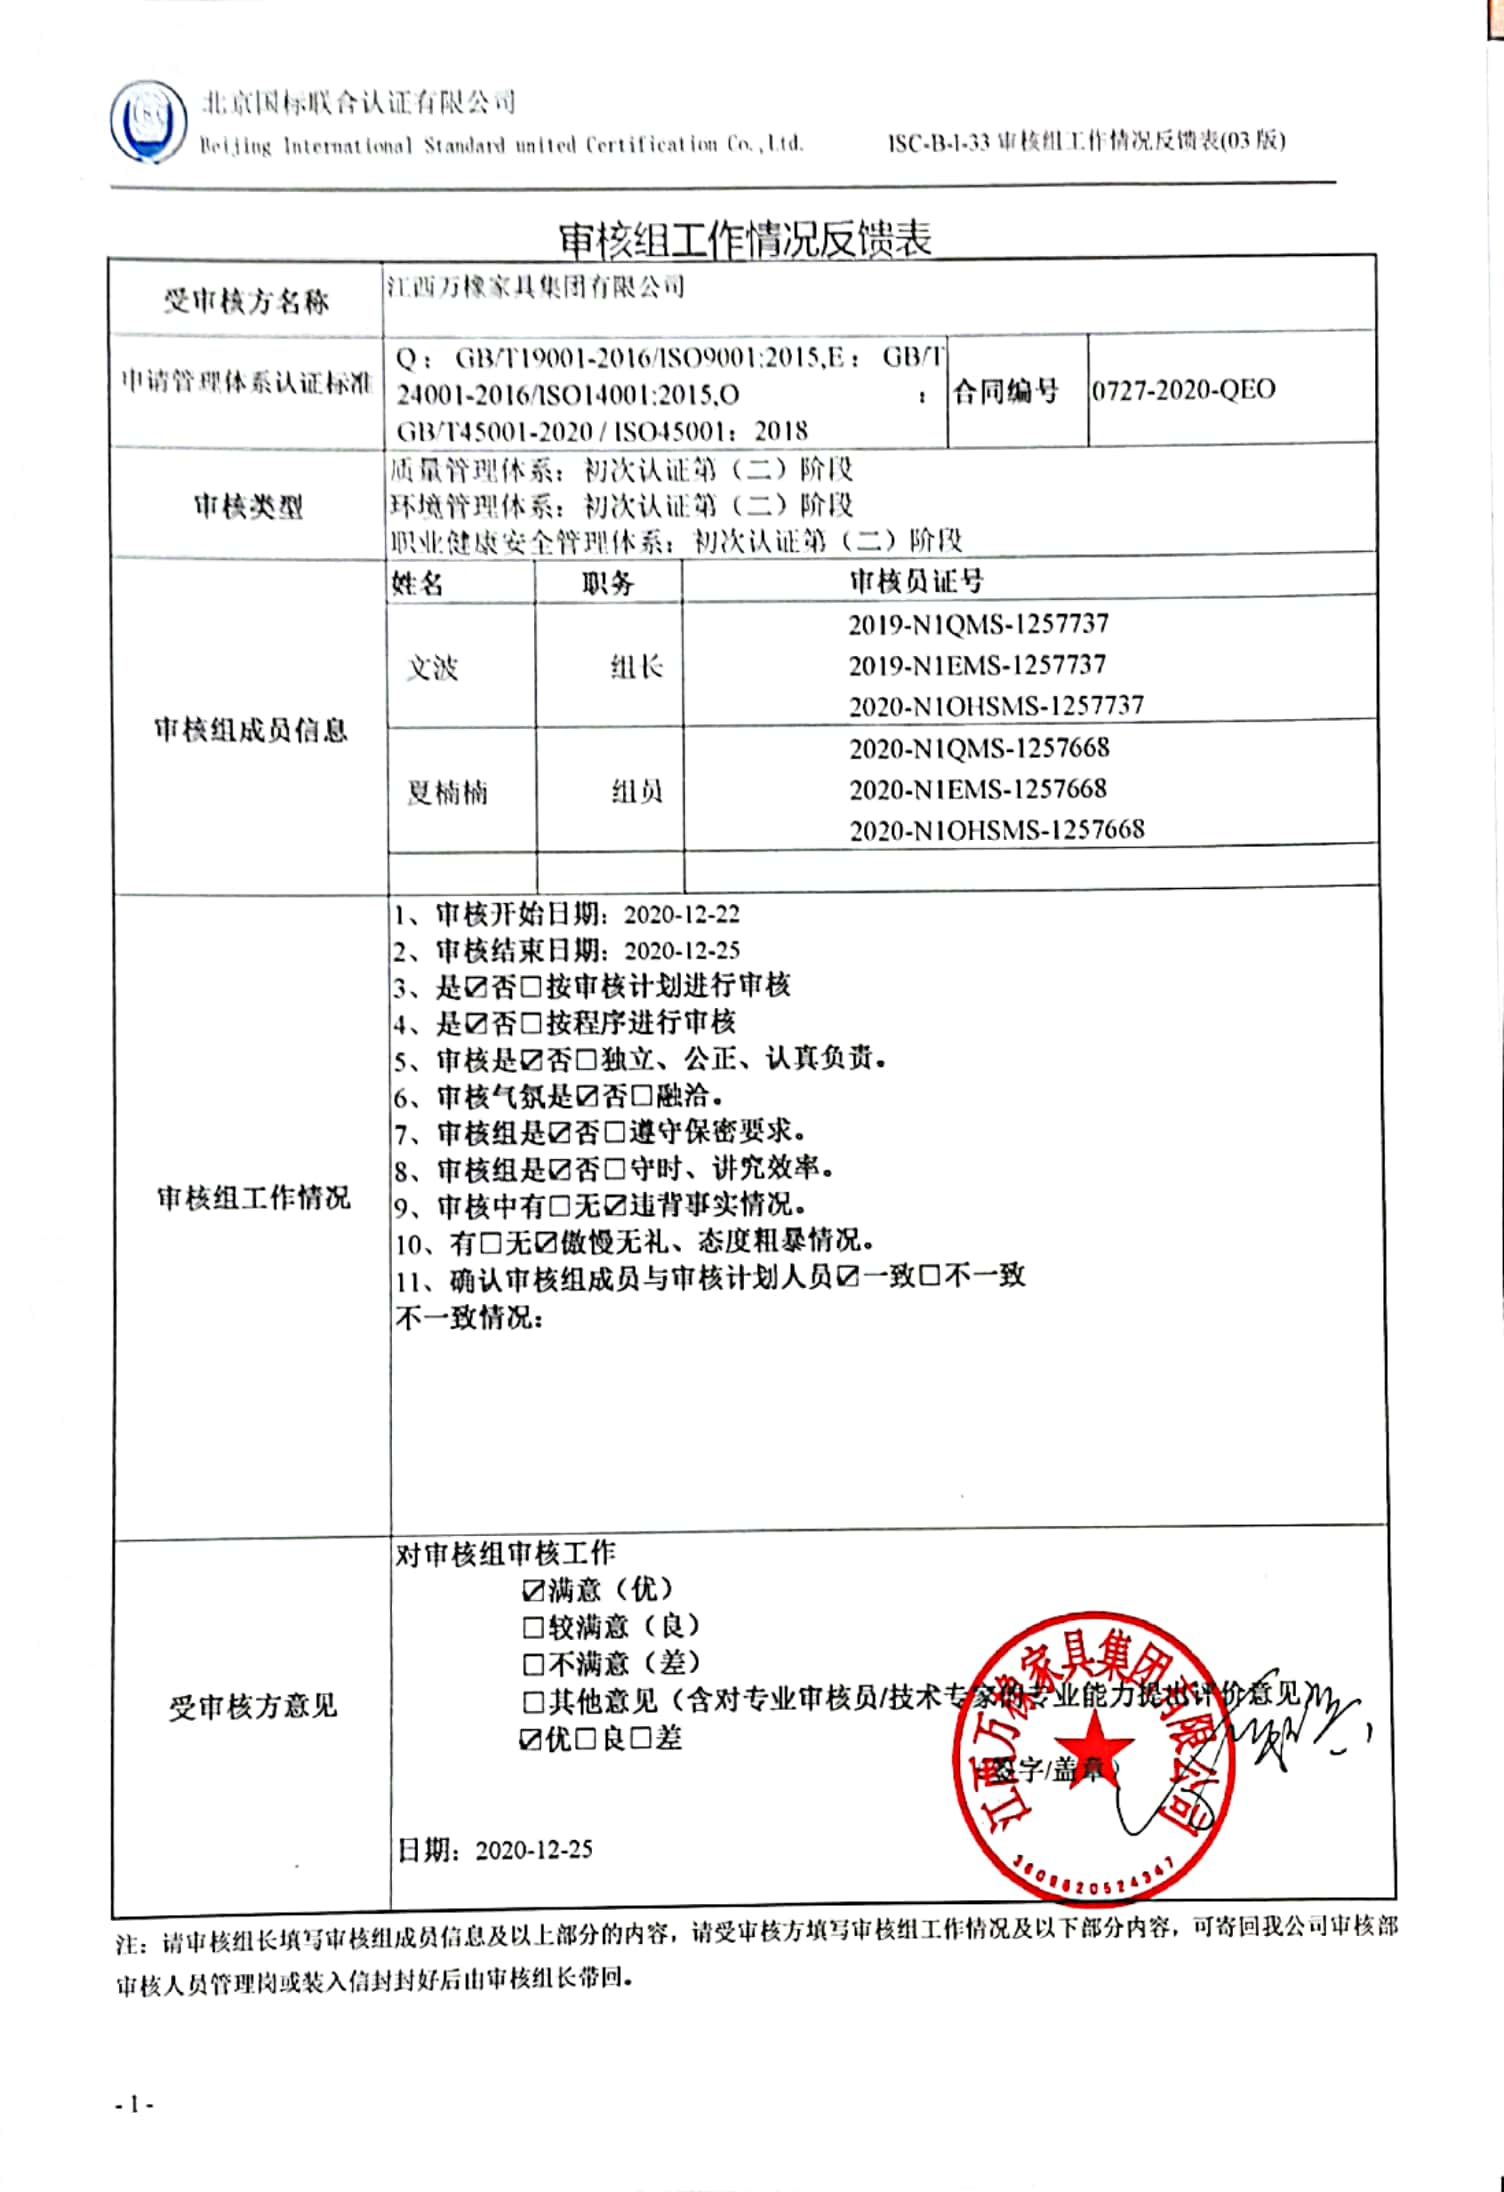 北京国标联合认证有限公司
Beijing International Standard united Certification Co.,Ltd. ISC-B-I-33 审核组工作情况反馈表(03 版)
审核组工作情况反馈表
受审核方名称 江西万橡家具集团有限公司
申请管理体系认证标准 Q： GB/T19001-2016/ISO9001:2015,E： GB/T
24001-2016/ISO14001:2015,O ：
GB/T45001-2020 / ISO45001：2018
合同编号 0727-2020-QEO
审核类型
质量管理体系：初次认证第（二）阶段
环境管理体系：初次认证第（二）阶段
职业健康安全管理体系：初次认证第（二）阶段
审核组成员信息
姓名 职务 审核员证号
文波 组长
2019-N1QMS-1257737
2019-N1EMS-1257737
2020-N1OHSMS-1257737
夏楠楠 组员
2020-N1QMS-1257668
2020-N1EMS-1257668
2020-N1OHSMS-1257668
审核组工作情况
1、审核开始日期：2020-12-22
2、审核结束日期：2020-12-25
3、是☑否□按审核计划进行审核
4、是☑否□按程序进行审核
5、审核是☑否□独立、公正、认真负责。
6、审核气氛是☑否□融洽。
7、审核组是☑否□遵守保密要求。
8、审核组是☑否□守时、讲究效率。
9、审核中有□无☑违背事实情况。
10、有□无☑傲慢无礼、态度粗暴情况。
11、确认审核组成员与审核计划人员☑一致□不一致
不一致情况：
受审核方意见
对审核组审核工作
☑满意（优）
□较满意（良）
□不满意（差）
□其他意见（含对专业审核员/技术专家的专业能力提出评价意见）
☑优□良□差
签字/盖章）
江西万橡家具集团有限公司
3609820524347
日期：2020-12-25
注：请审核组长填写审核组成员信息及以上部分的内容，请受审核方填写审核组工作情况及以下部分内容，可寄回我公司审核部
审核人员管理岗或装入信封封好后由审核组长带回。
- 1 -